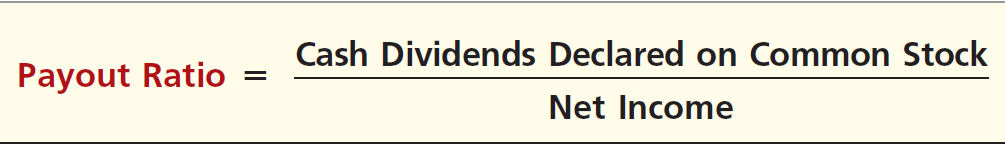 Payout Ratio = Cash Dividends Declared on Common Stock
Net Income